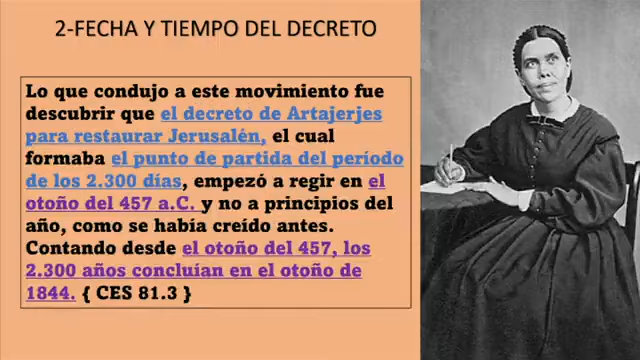 2-FECHA Y TIEMPO DEL DECRETO
Lo que condujo a este movimiento fue
descubrir que el decreto de Artajerjes
para restaurar Jerusalén, el cual
formaba el punto de partida del período
de los 2.300 días, empezó a regir en el
otoño del 457 a.C. y no a principios del
año, como se había creído antes.
Contando desde el otoño del 457, los
2.300 años concluían en el otoño de
1844. { CES 81.3 }